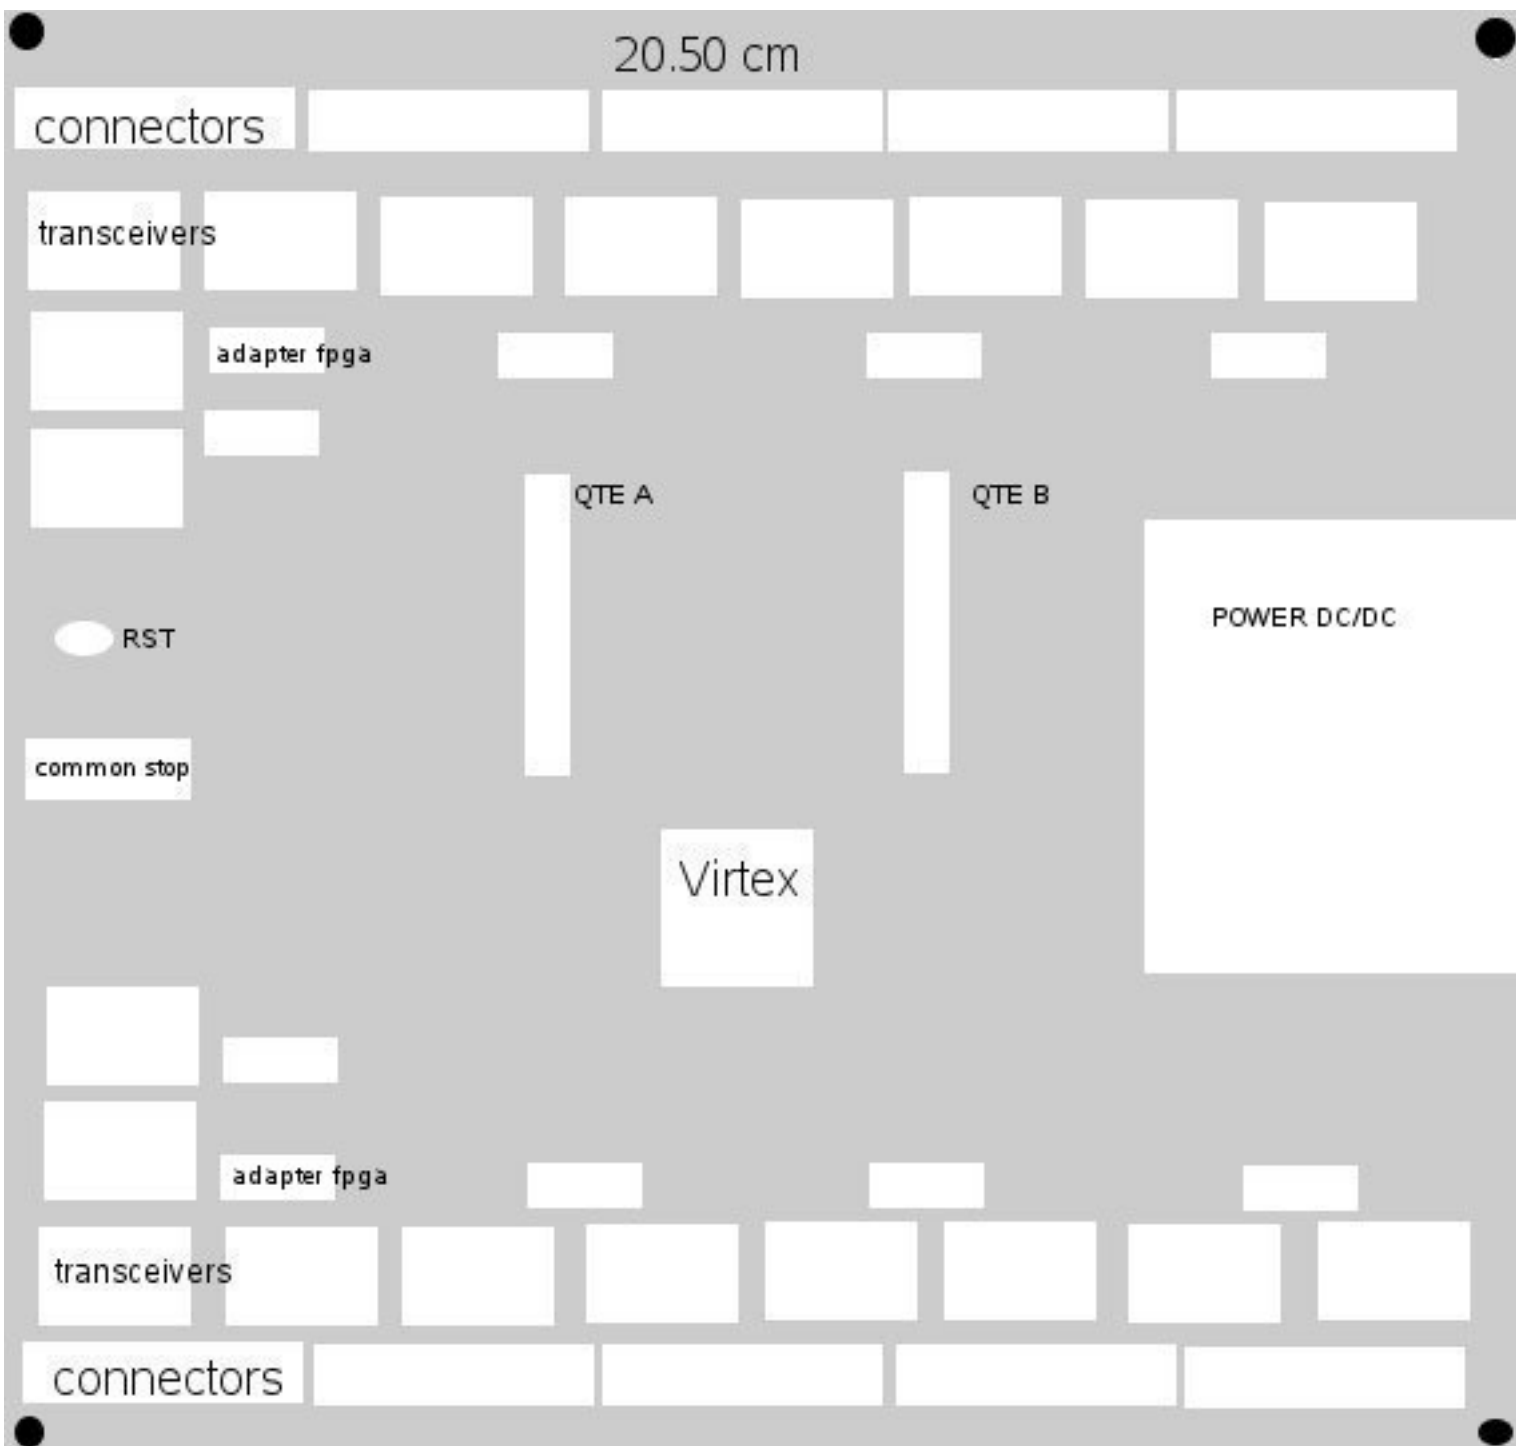 20.50 cm
connectors
transceivers
adapter fpga
QTE A
QTE B
POWER DC/DC
RST
common stop
Virtex
adapter fpga
transceivers
connectors